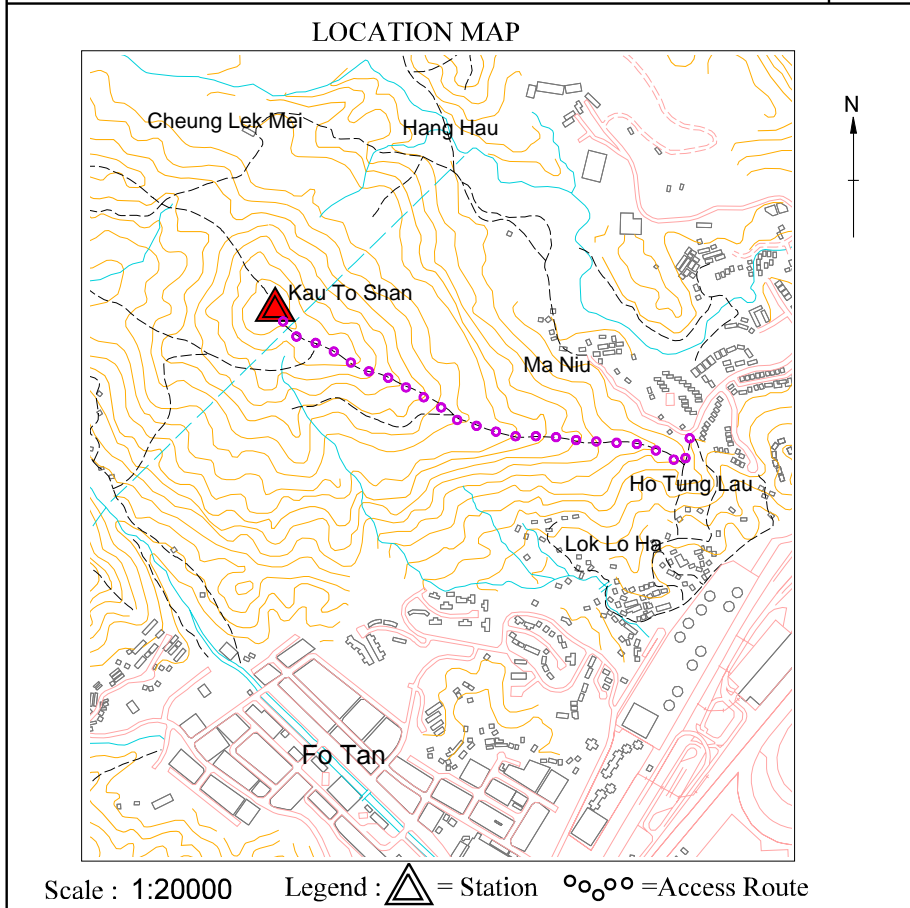 LOCATION MAP
N
Cheung Lek Mei
Hang Hau
Kau To Shan
Ma Niu
Ho Tung Lau
Lok Lo Ha
Fo Tan
Scale : 1:20000 Legend : = Station =Access Route